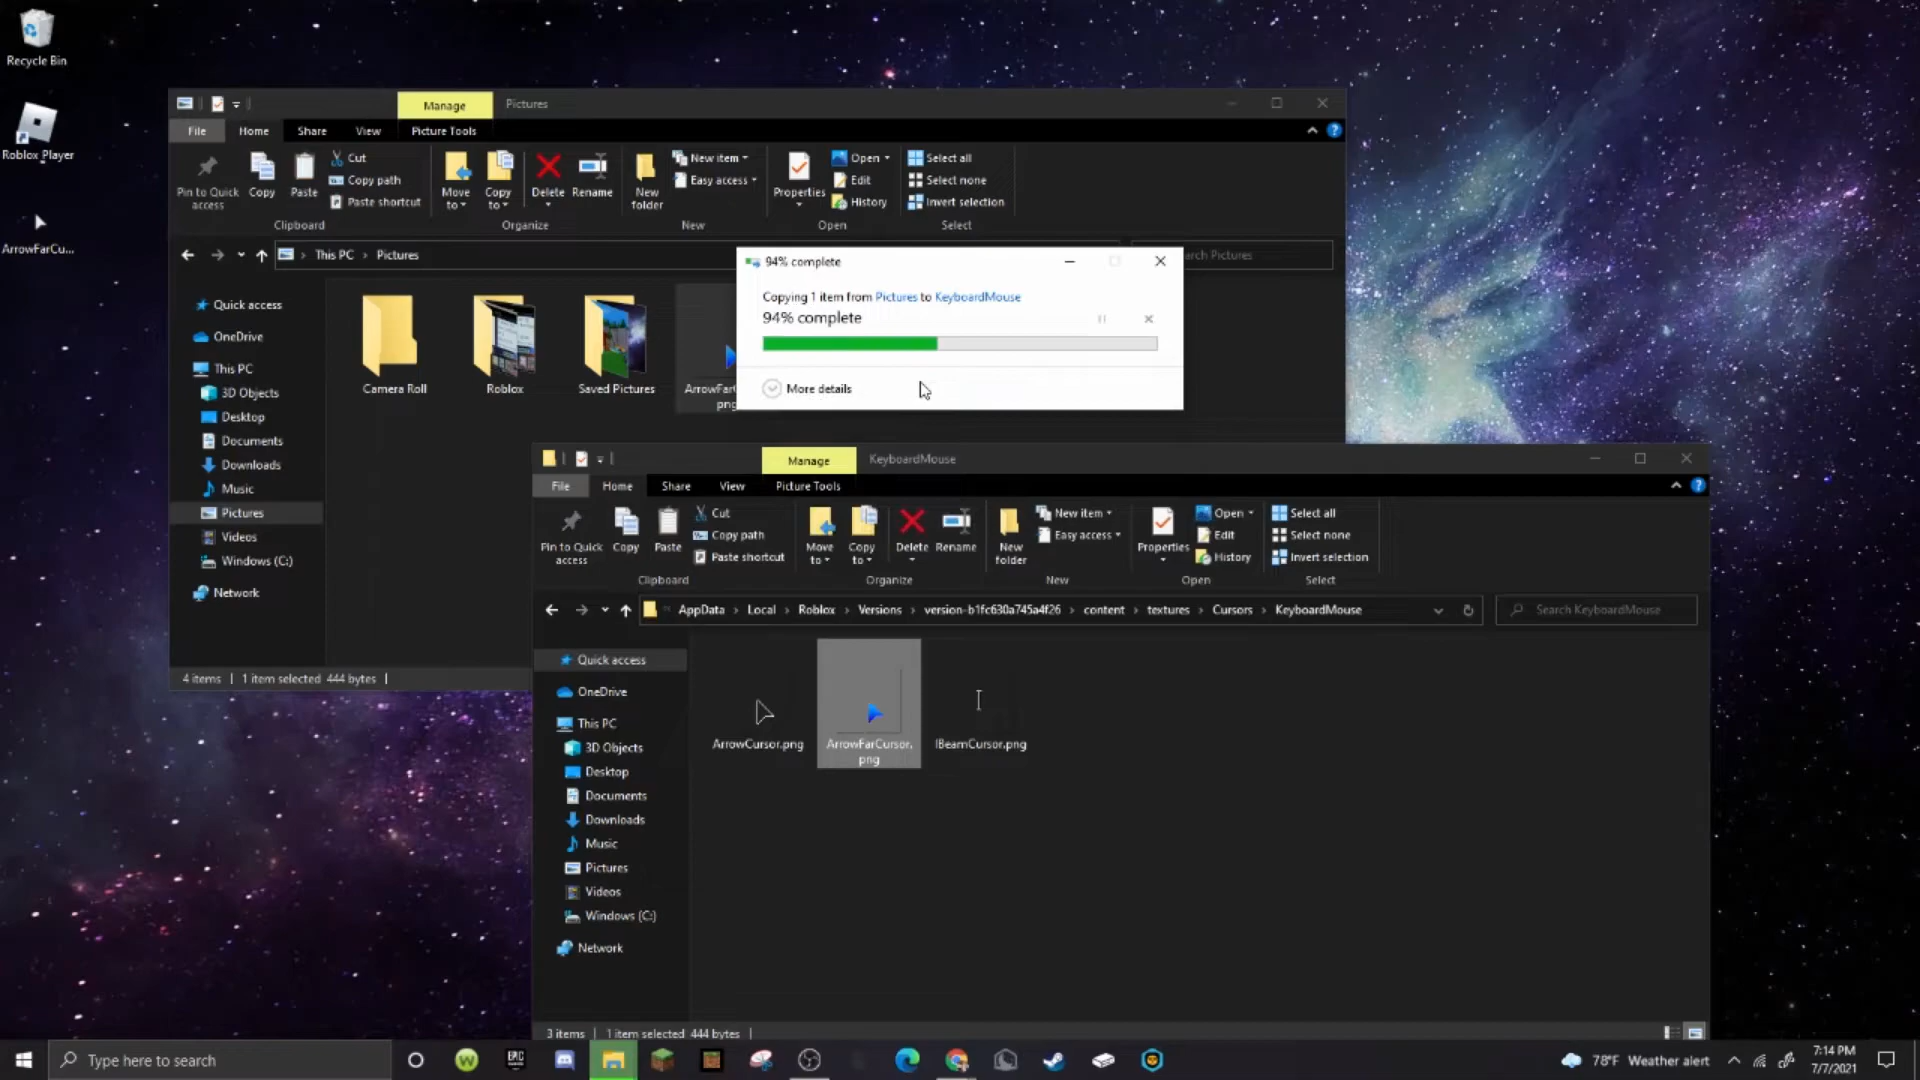 Recycle Bin
Roblox Player
ArrowFarCu...
Manage
Pictures
File
Home
Share
View
Picture Tools
Pin to Quick access
Copy
Paste
Cut
Copy path
Paste shortcut
Clipboard
Move to
Copy to
Delete
Rename
Organize
New folder
New item
Easy access
New
Properties
Open
Edit
History
Open
Select all
Select none
Invert selection
Select
This PC
Pictures
arch Pictures
Quick access
OneDrive
This PC
3D Objects
Desktop
Documents
Downloads
Music
Pictures
Videos
Windows (C:)
Network
Camera Roll
Roblox
Saved Pictures
png
4 items
1 item selected 444 bytes
94% complete
Copying 1 item from Pictures to KeyboardMouse
94% complete
More details
Manage
KeyboardMouse
File
Home
Share
View
Picture Tools
Pin to Quick access
Copy
Paste
Cut
Copy path
Paste shortcut
Clipboard
Move to
Copy to
Delete
Rename
Organize
New folder
New item
Easy access
New
Properties
Open
Edit
History
Open
Select all
Select none
Invert selection
Select
AppData > Local > Roblox > Versions > version-b1fc630a745a4f26 > content > textures > Cursors > KeyboardMouse
Search KeyboardMouse
Quick access
OneDrive
This PC
3D Objects
Desktop
Documents
Downloads
Music
Pictures
Videos
Windows (C:)
Network
ArrowCursor.png
ArrowFarCursor.
png
IBeamCursor.png
3 items
1 item selected 444 bytes
Type here to search
W
EPIC
78°F Weather alert
7:14 PM
7/7/2021